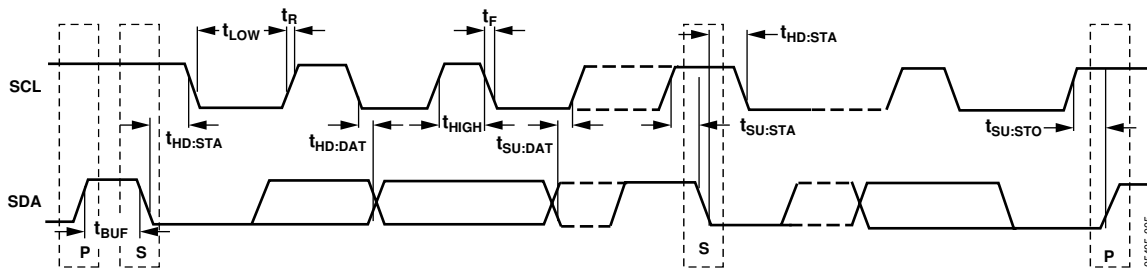 tLOW
tR
tF
tHD:STA
SCL
tHD:STA
tHD:DAT
tHIGH
tSU:DAT
tSU:STA
tSU:STO
SDA
tBUF
P
S
S
P